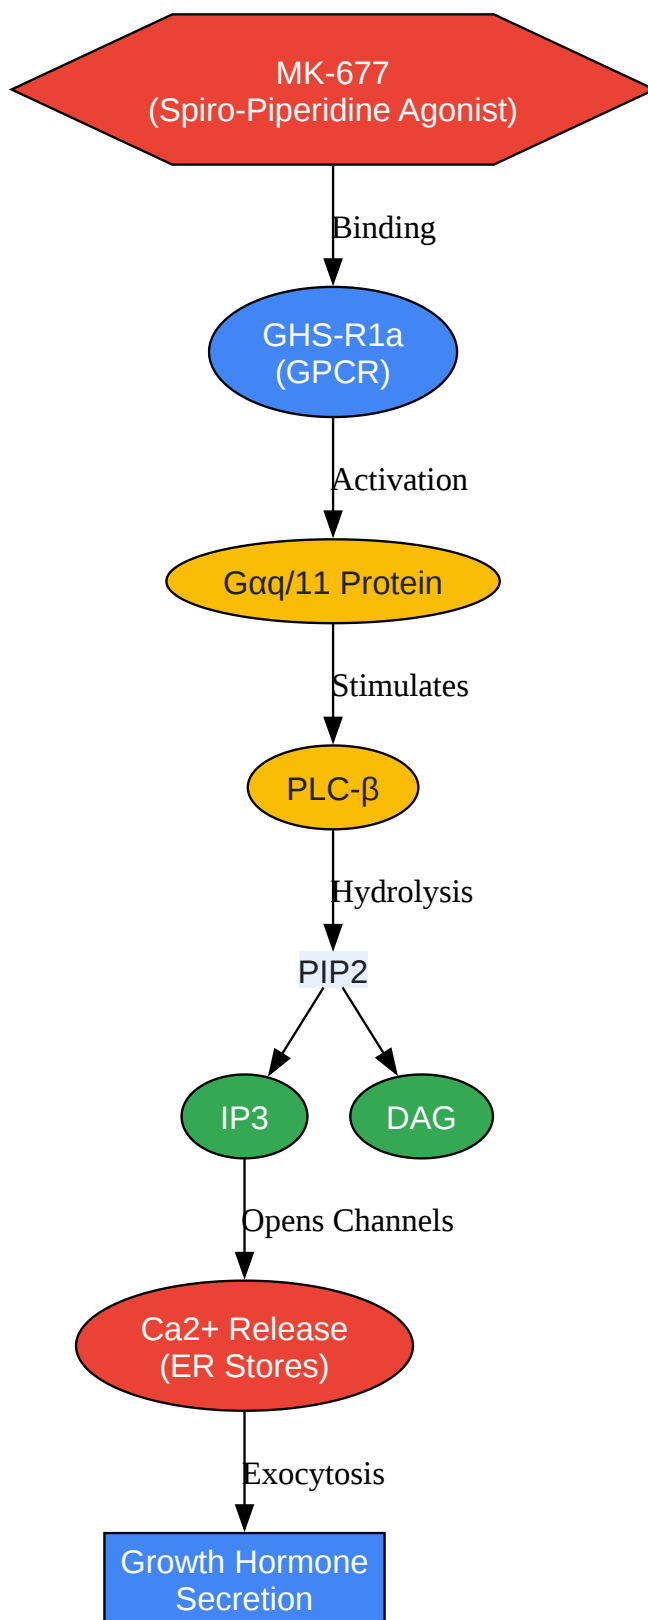 MK-677
(Spiro-Piperidine Agonist)
Binding
GHS-R1a
(GPCR)
Activation
Gαq/11 Protein
Stimulates
PLC-β
Hydrolysis
PIP2
IP3
DAG
Opens Channels
Ca2+ Release
(ER Stores)
Exocytosis
Growth Hormone
Secretion